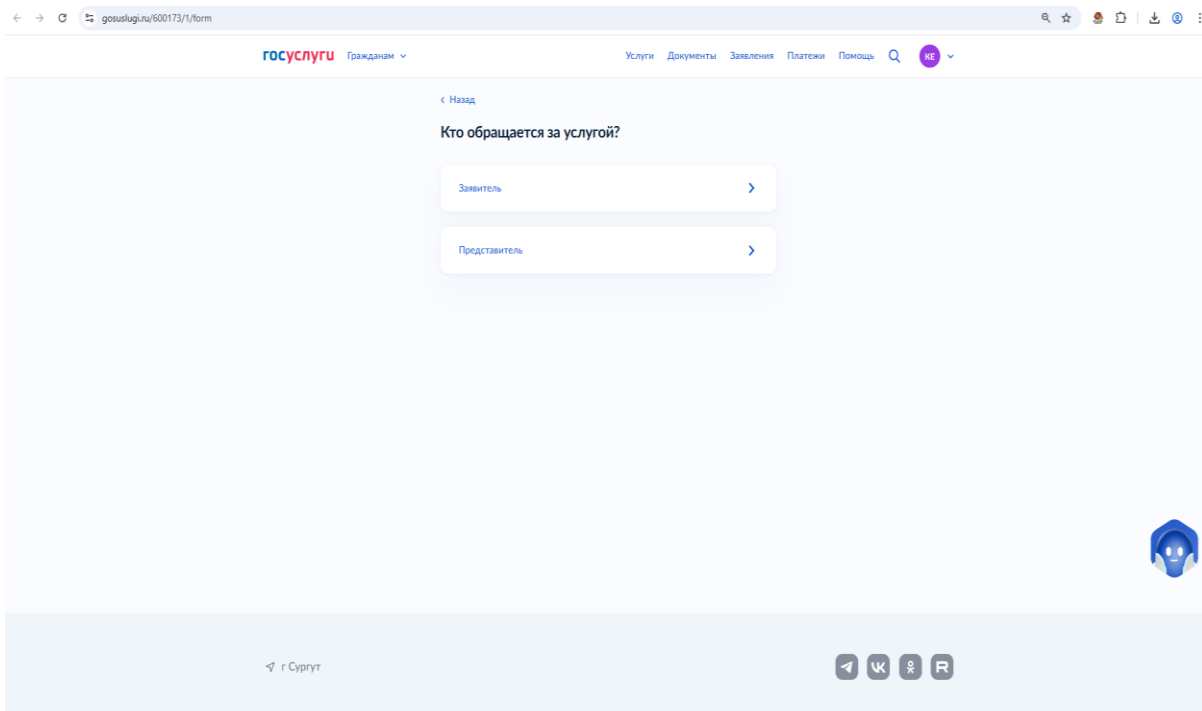 gosuslugi.ru/600173/1/form
госуслуги Гражданам Услуги Документы Заявления Платежи Помощь КЕ
Назад
Кто обращается за услугой?
Заявитель
Представитель
г Сургут